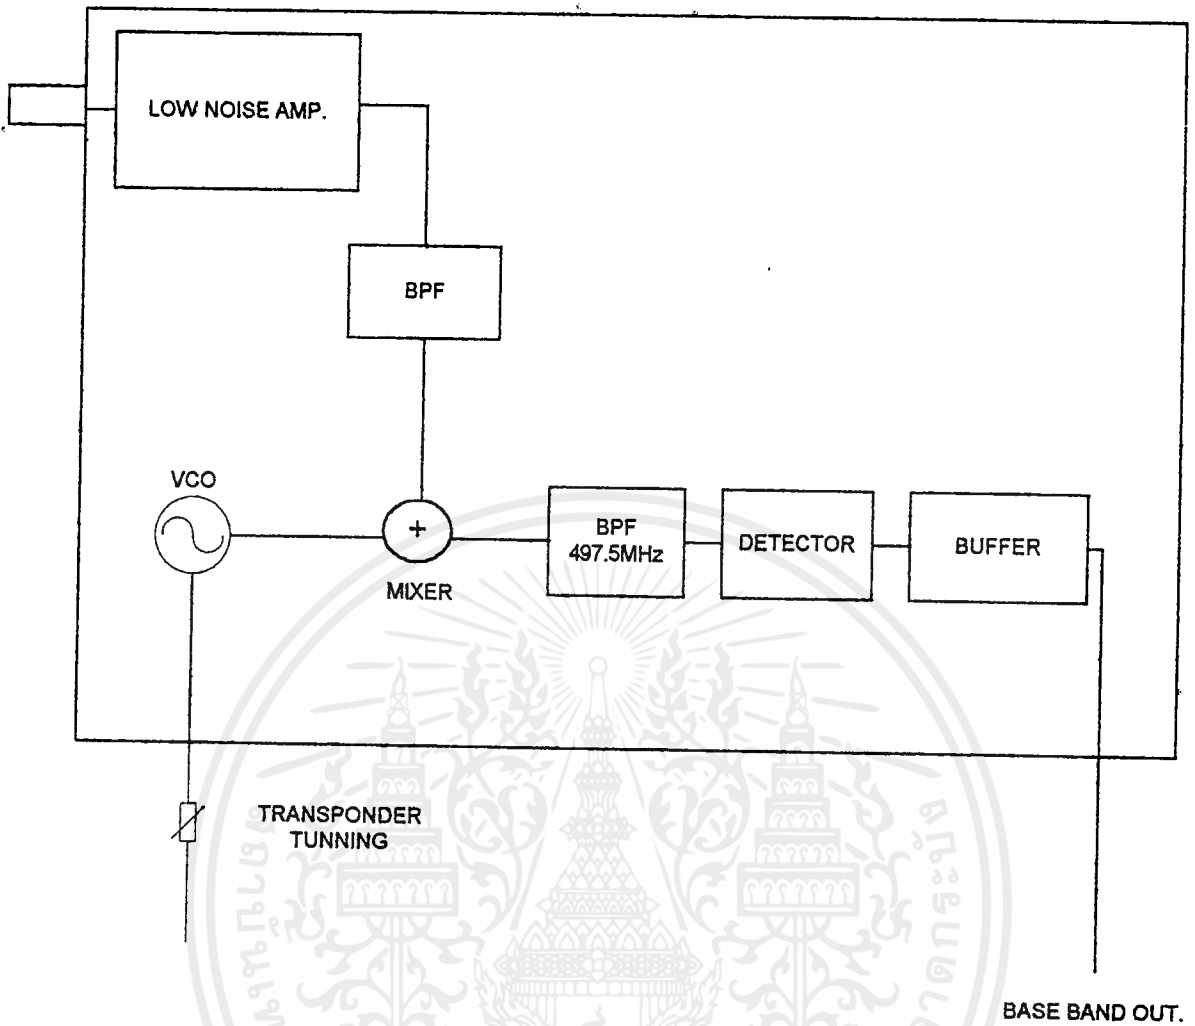 LOW NOISE AMP.
BPF
VCO
+
MIXER
BPF
497.5MHz
DETECTOR
BUFFER
TRANSPONDER
TUNNING
BASE BAND OUT.